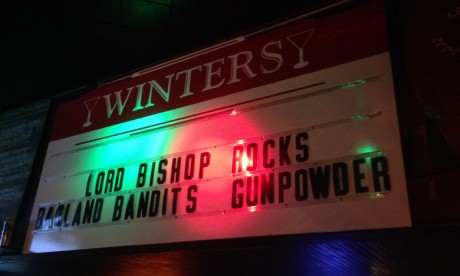 WINTERS
LORD BISHOP ROCKS
BADLAND BANDITS GUNPOWDER